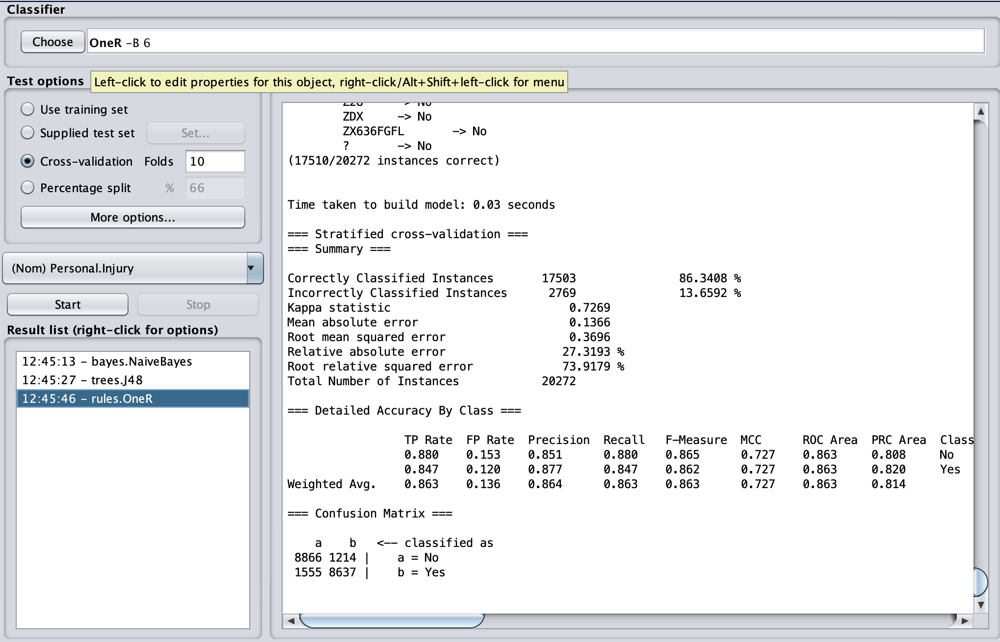 Classifier
Choose OneR -B 6
Test options
Left-click to edit properties for this object, right-click/Alt+Shift+left-click for menu
Use training set
Supplied test set Set...
Cross-validation Folds 10
Percentage split % 66
More options...
(Nom) Personal.Injury
Start Stop
Result list (right-click for options)
12:45:13 - bayes.NaiveBayes
12:45:27 - trees.J48
12:45:46 - rules.OneR
Z28 -> No
ZDX -> No
ZX636FGFL -> No
? -> No
(17510/20272 instances correct)
Time taken to build model: 0.03 seconds
=== Stratified cross-validation ===
=== Summary ===
Correctly Classified Instances 17503 86.3408 %
Incorrectly Classified Instances 2769 13.6592 %
Kappa statistic 0.7269
Mean absolute error 0.1366
Root mean squared error 0.3696
Relative absolute error 27.3193 %
Root relative squared error 73.9179 %
Total Number of Instances 20272
=== Detailed Accuracy By Class ===
TP Rate FP Rate Precision Recall F-Measure MCC ROC Area PRC Area Class
0.880 0.153 0.851 0.880 0.865 0.727 0.863 0.808 No
0.847 0.120 0.877 0.847 0.862 0.727 0.863 0.820 Yes
Weighted Avg. 0.863 0.136 0.864 0.863 0.863 0.727 0.863 0.814
=== Confusion Matrix ===
a b <-- classified as
8866 1214 | a = No
1555 8637 | b = Yes